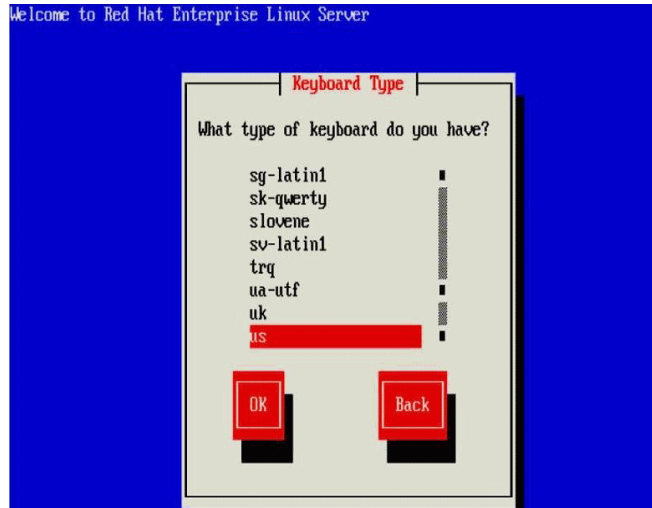 Welcome to Red Hat Enterprise Linux Server
Keyboard Type
What type of keyboard do you have?
sg-latin1
sk-qwerty
slovene
sv-latin1
trq
ua-utf
uk
us
OK Back